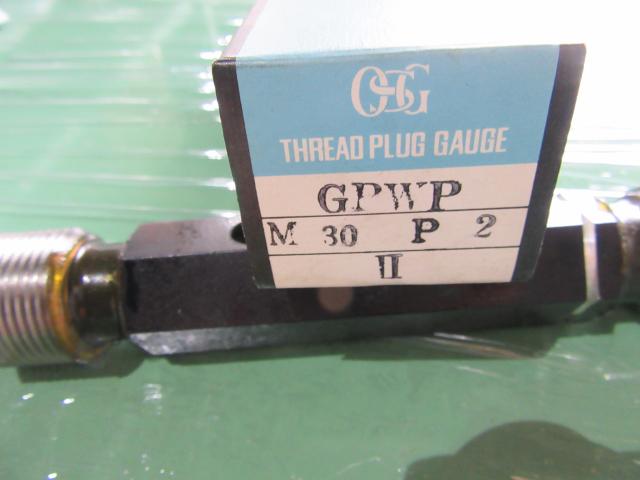 OSG
THREAD PLUG GAUGE
GPWP
M 30 P 2
II